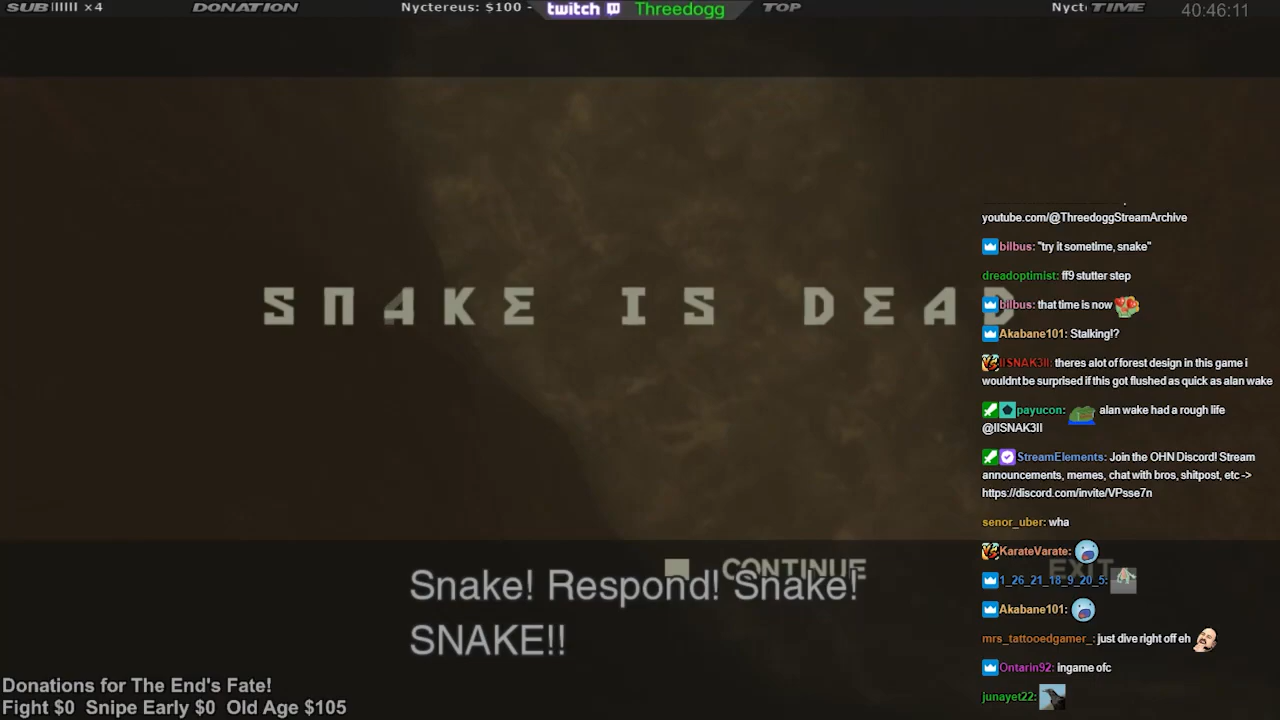 SUB ×4 DONATION Nyctereus: $100 - twitch Threedogg TOP Nyct TIME 40:46:11
SNAKE IS DEAD
youtube.com/@ThreedoggStreamArchive
bilbus: "try it sometime, snake"
dreadoptimist: ff9 stutter step
bilbus: that time is now
Akabane101: Stalking!?
IISNAK3II: theres alot of forest design in this game i
wouldnt be surprised if this got flushed as quick as alan wake
payucon: alan wake had a rough life
@IISNAK3II
StreamElements: Join the OHN Discord! Stream
announcements, memes, chat with bros, shitpost, etc ->
https://discord.com/invite/VPsse7n
senor_uber: wha
KarateVarate:
1_26_21_18_9_20_5:
Akabane101:
mrs_tattooedgamer_: just dive right off eh
Ontarin92: ingame ofc
junayet22:
CONTINUE EXIT
Snake! Respond! Snake!
SNAKE!!
Donations for The End's Fate!
Fight $0 Snipe Early $0 Old Age $105